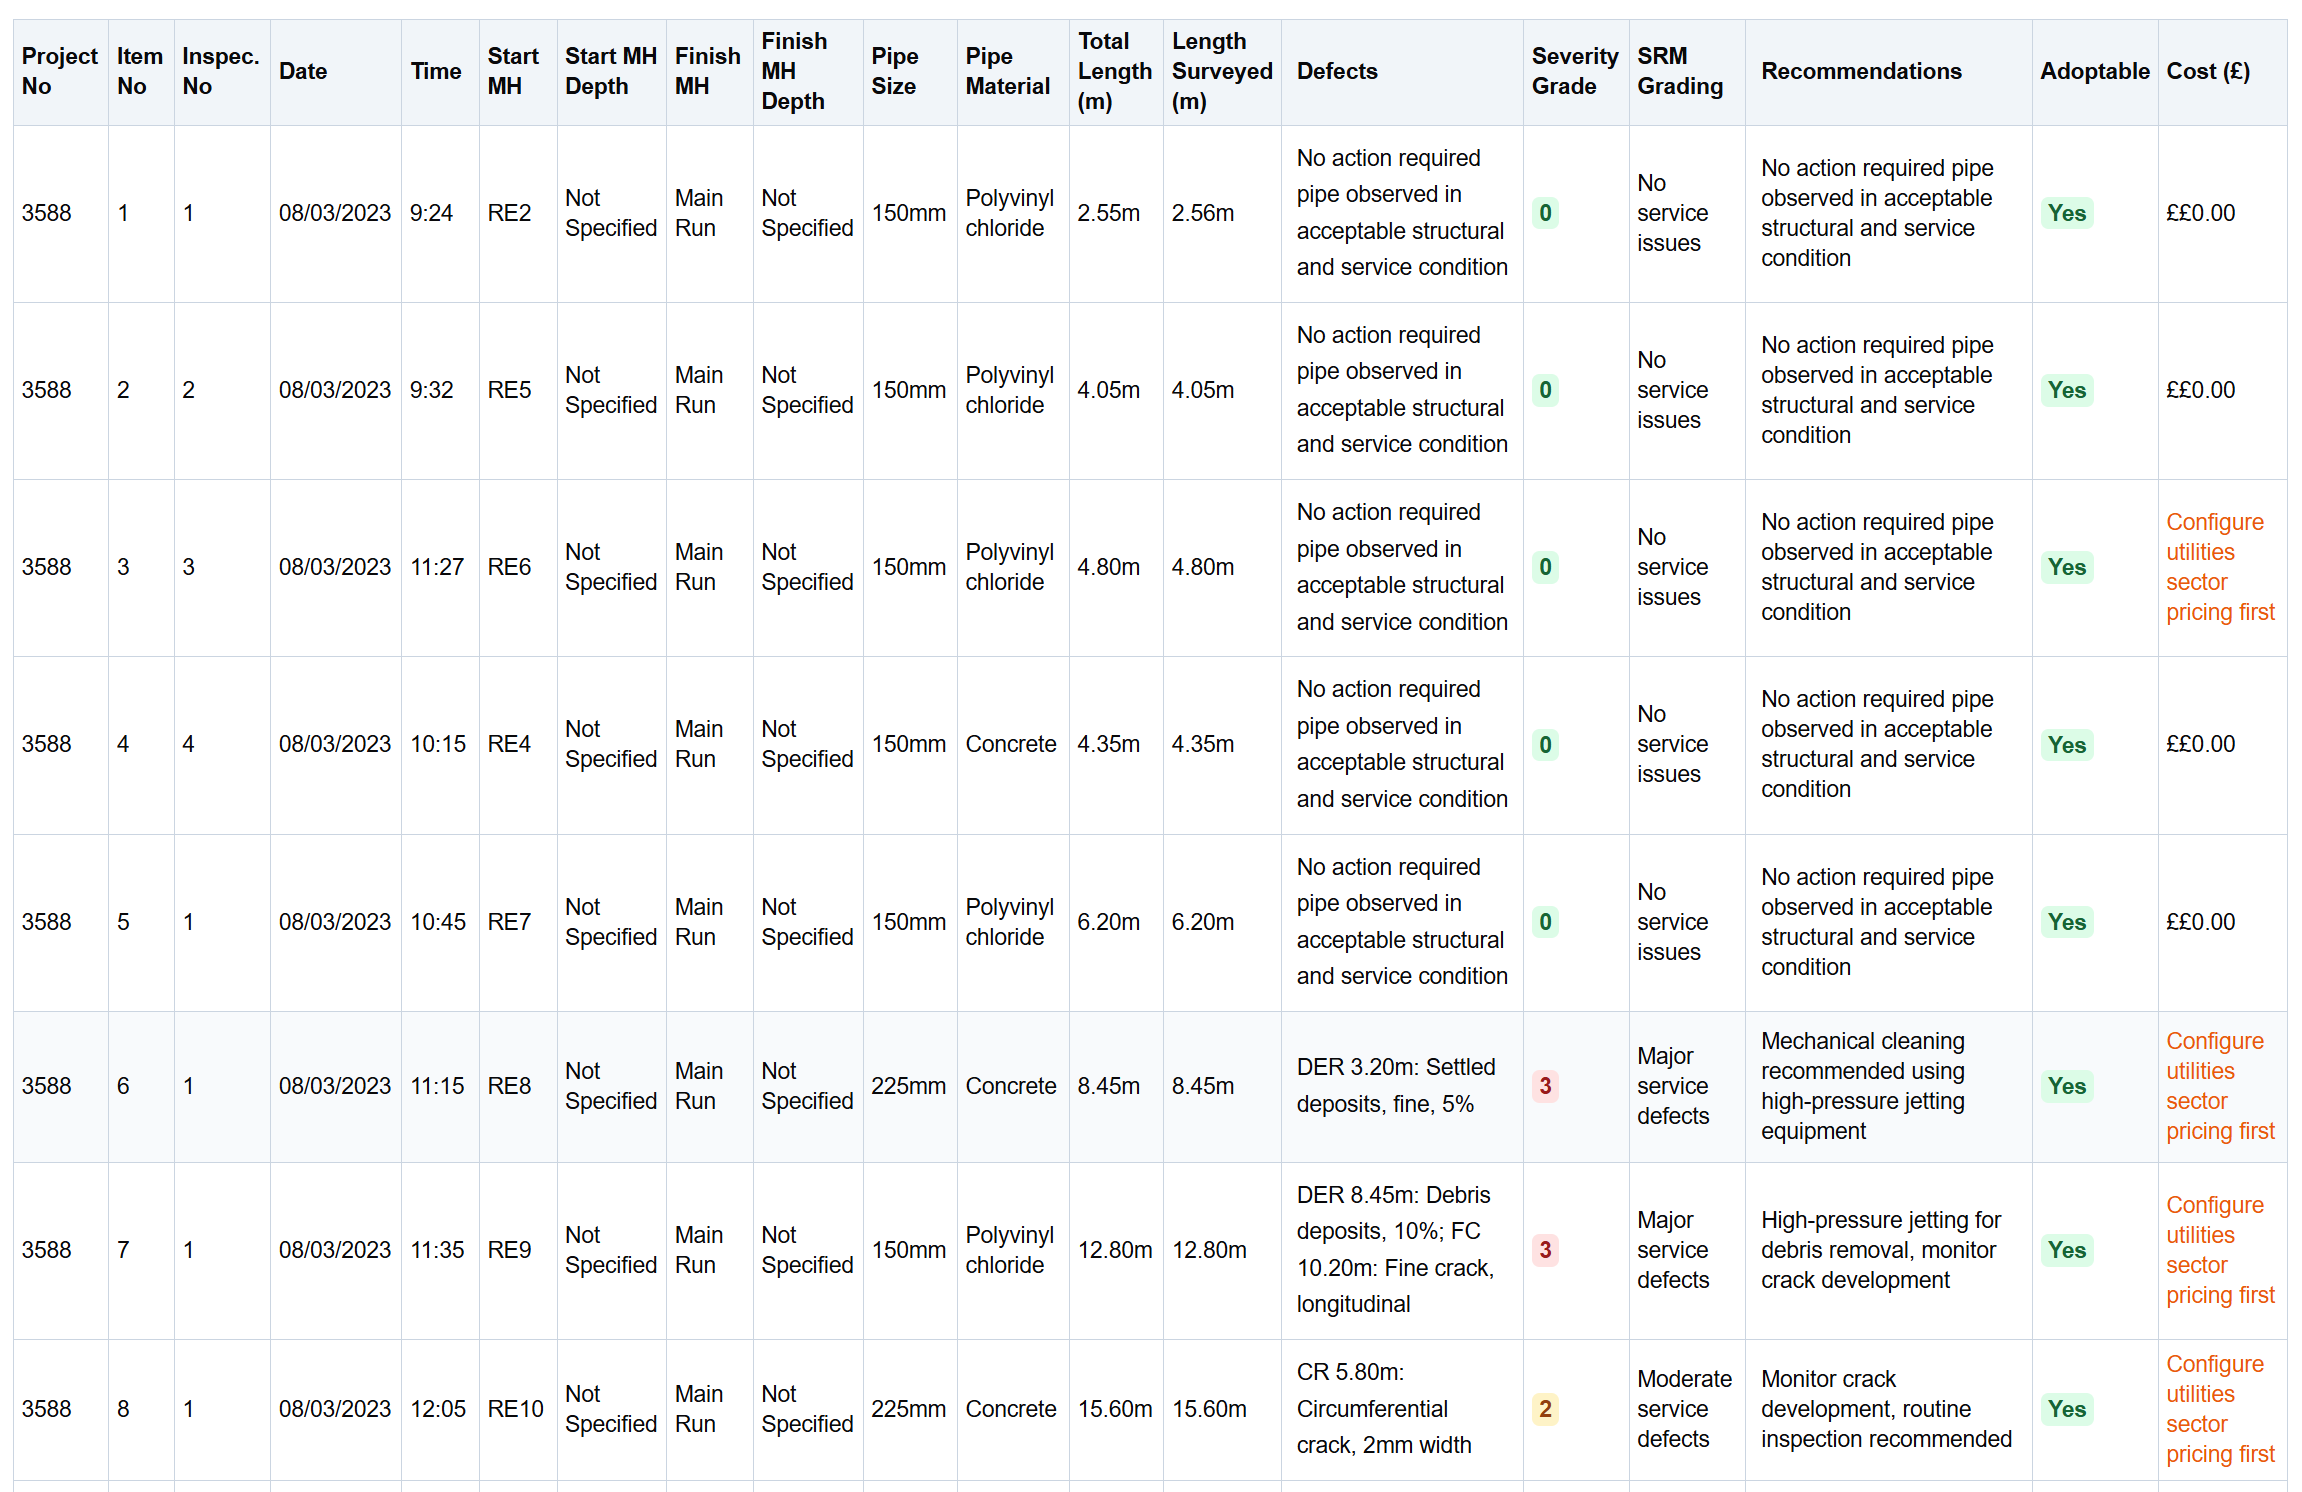 Project No | Item No | Inspec. No | Date | Time | Start MH | Start MH Depth | Finish MH | Finish MH Depth | Pipe Size | Pipe Material | Total Length (m) | Length Surveyed (m) | Defects | Severity Grade | SRM Grading | Recommendations | Adoptable | Cost (£)
3588 | 1 | 1 | 08/03/2023 | 9:24 | RE2 | Not Specified | Main Run | Not Specified | 150mm | Polyvinyl chloride | 2.55m | 2.56m | No action required pipe observed in acceptable structural and service condition | 0 | No service issues | No action required pipe observed in acceptable structural and service condition | Yes | ££0.00
3588 | 2 | 2 | 08/03/2023 | 9:32 | RE5 | Not Specified | Main Run | Not Specified | 150mm | Polyvinyl chloride | 4.05m | 4.05m | No action required pipe observed in acceptable structural and service condition | 0 | No service issues | No action required pipe observed in acceptable structural and service condition | Yes | ££0.00
3588 | 3 | 3 | 08/03/2023 | 11:27 | RE6 | Not Specified | Main Run | Not Specified | 150mm | Polyvinyl chloride | 4.80m | 4.80m | No action required pipe observed in acceptable structural and service condition | 0 | No service issues | No action required pipe observed in acceptable structural and service condition | Yes | Configure utilities sector pricing first
3588 | 4 | 4 | 08/03/2023 | 10:15 | RE4 | Not Specified | Main Run | Not Specified | 150mm | Concrete | 4.35m | 4.35m | No action required pipe observed in acceptable structural and service condition | 0 | No service issues | No action required pipe observed in acceptable structural and service condition | Yes | ££0.00
3588 | 5 | 1 | 08/03/2023 | 10:45 | RE7 | Not Specified | Main Run | Not Specified | 150mm | Polyvinyl chloride | 6.20m | 6.20m | No action required pipe observed in acceptable structural and service condition | 0 | No service issues | No action required pipe observed in acceptable structural and service condition | Yes | ££0.00
3588 | 6 | 1 | 08/03/2023 | 11:15 | RE8 | Not Specified | Main Run | Not Specified | 225mm | Concrete | 8.45m | 8.45m | DER 3.20m: Settled deposits, fine, 5% | 3 | Major service defects | Mechanical cleaning recommended using high-pressure jetting equipment | Yes | Configure utilities sector pricing first
3588 | 7 | 1 | 08/03/2023 | 11:35 | RE9 | Not Specified | Main Run | Not Specified | 150mm | Polyvinyl chloride | 12.80m | 12.80m | DER 8.45m: Debris deposits, 10%; FC 10.20m: Fine crack, longitudinal | 3 | Major service defects | High-pressure jetting for debris removal, monitor crack development | Yes | Configure utilities sector pricing first
3588 | 8 | 1 | 08/03/2023 | 12:05 | RE10 | Not Specified | Main Run | Not Specified | 225mm | Concrete | 15.60m | 15.60m | CR 5.80m: Circumferential crack, 2mm width | 2 | Moderate service defects | Monitor crack development, routine inspection recommended | Yes | Configure utilities sector pricing first